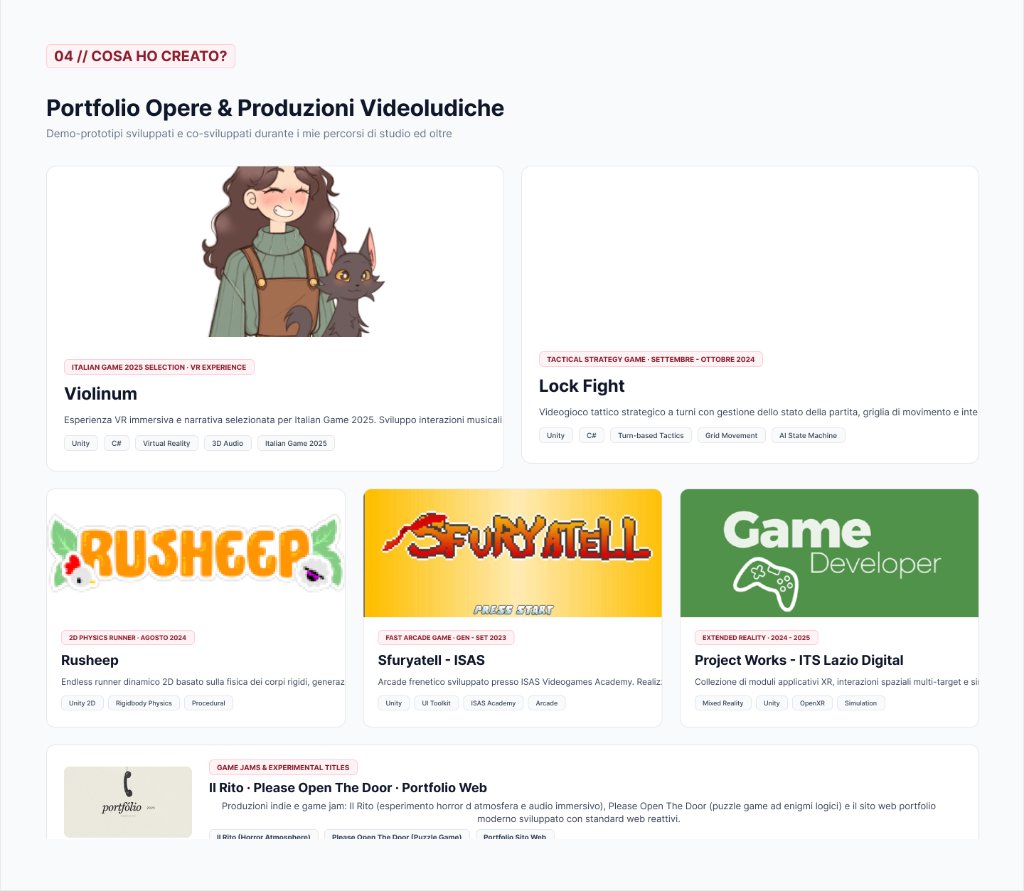 04 // COSA HO CREATO?
Portfolio Opere & Produzioni Videoludiche
Demo-prototipi sviluppati e co-sviluppati durante i mie percorsi di studio ed oltre
ITALIAN GAME 2025 SELECTION · VR EXPERIENCE
Violinum
Esperienza VR immersiva e narrativa selezionata per Italian Game 2025. Sviluppo interazioni musicali
Unity C# Virtual Reality 3D Audio Italian Game 2025
TACTICAL STRATEGY GAME · SETTEMBRE - OTTOBRE 2024
Lock Fight
Videogioco tattico strategico a turni con gestione dello stato della partita, griglia di movimento e inte
Unity C# Turn-based Tactics Grid Movement AI State Machine
RUSHEEP
2D PHYSICS RUNNER · AGOSTO 2024
Rusheep
Endless runner dinamico 2D basato sulla fisica dei corpi rigidi, generaz
Unity 2D Rigidbody Physics Procedural
SFURYATELL
PRESS START
FAST ARCADE GAME · GEN - SET 2023
Sfuryatell - ISAS
Arcade frenetico sviluppato presso ISAS Videogames Academy. Realiz
Unity UI Toolkit ISAS Academy Arcade
Game
Developer
EXTENDED REALITY · 2024 - 2025
Project Works - ITS Lazio Digital
Collezione di moduli applicativi XR, interazioni spaziali multi-target e si
Mixed Reality Unity OpenXR Simulation
portfólio
GAME JAMS & EXPERIMENTAL TITLES
Il Rito · Please Open The Door · Portfolio Web
Produzioni indie e game jam: Il Rito (esperimento horror d atmosfera e audio immersivo), Please Open The Door (puzzle game ad enigmi logici) e il sito web portfolio
moderno sviluppato con standard web reattivi.
Il Rito (Horror Atmosphere) Please Open The Door (Puzzle Game) Portfolio Sito Web